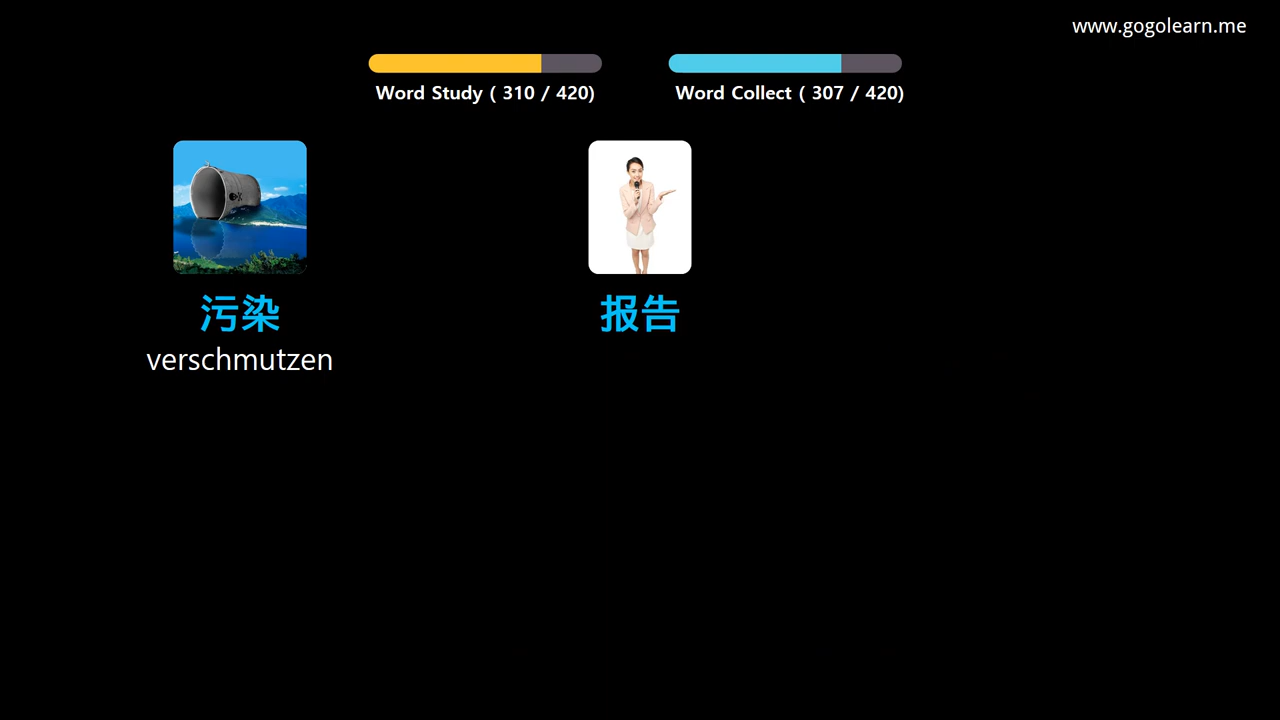 www.gogolearn.me
Word Study ( 310 / 420)
Word Collect ( 307 / 420)
污染
报告
verschmutzen